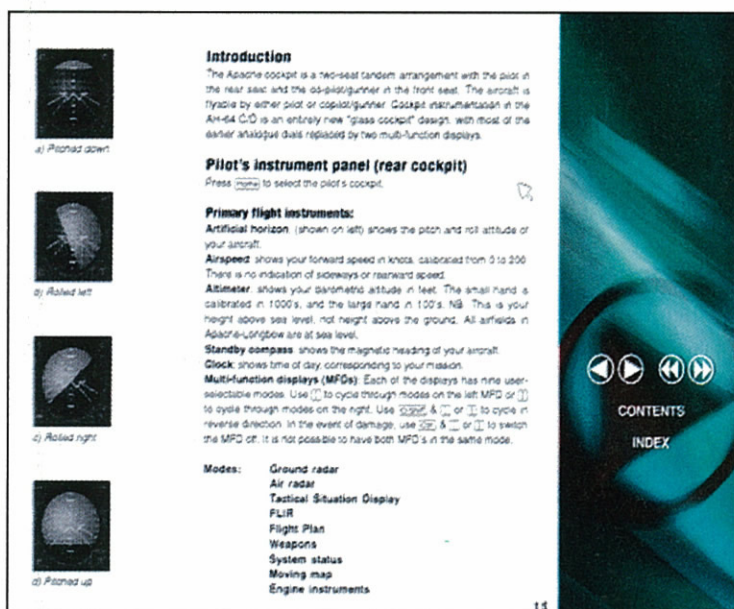 Introduction
The Apache cockpit is a two-seat tandem arrangement with the pilot in
the rear seat and the co-pilot/gunner in the front seat. The aircraft is
flyable by either pilot or copilot/gunner. Cockpit instrumentation in the
AH-64 C/D is an entirely new "glass cockpit" design, with most of the
earlier analogue dials replaced by two multi-function displays.
Pilot's instrument panel (rear cockpit)
Press Home to select the pilot's cockpit.
Primary flight instruments:
Artificial horizon: (shown on left) shows the pitch and roll attitude of
your aircraft.
Airspeed: shows your forward speed in knots, calibrated from 0 to 200.
There is no indication of sideways or rearward speed.
Altimeter: shows your barometric altitude in feet. The small hand is
calibrated in 1000's, and the large hand in 100's. NB. This is your
height above sea level, not height above the ground. All airfields in
Apache-Longbow are at sea level.
Standby compass: shows the magnetic heading of your aircraft.
Clock: shows time of day, corresponding to your mission.
Multi-function displays (MFDs): Each of the displays has nine user-
selectable modes. Use [ to cycle through modes on the left MFD or ]
to cycle through modes on the right. Use & [ or ] to cycle in
reverse direction. In the event of damage, use & [ or ] to switch
the MFD off. It is not possible to have both MFD's in the same mode.
Modes: Ground radar
Air radar
Tactical Situation Display
FLIR
Flight Plan
Weapons
System status
Moving map
Engine instruments
15
a) Pitched down
b) Rolled left
c) Rolled right
d) Pitched up
CONTENTS
INDEX